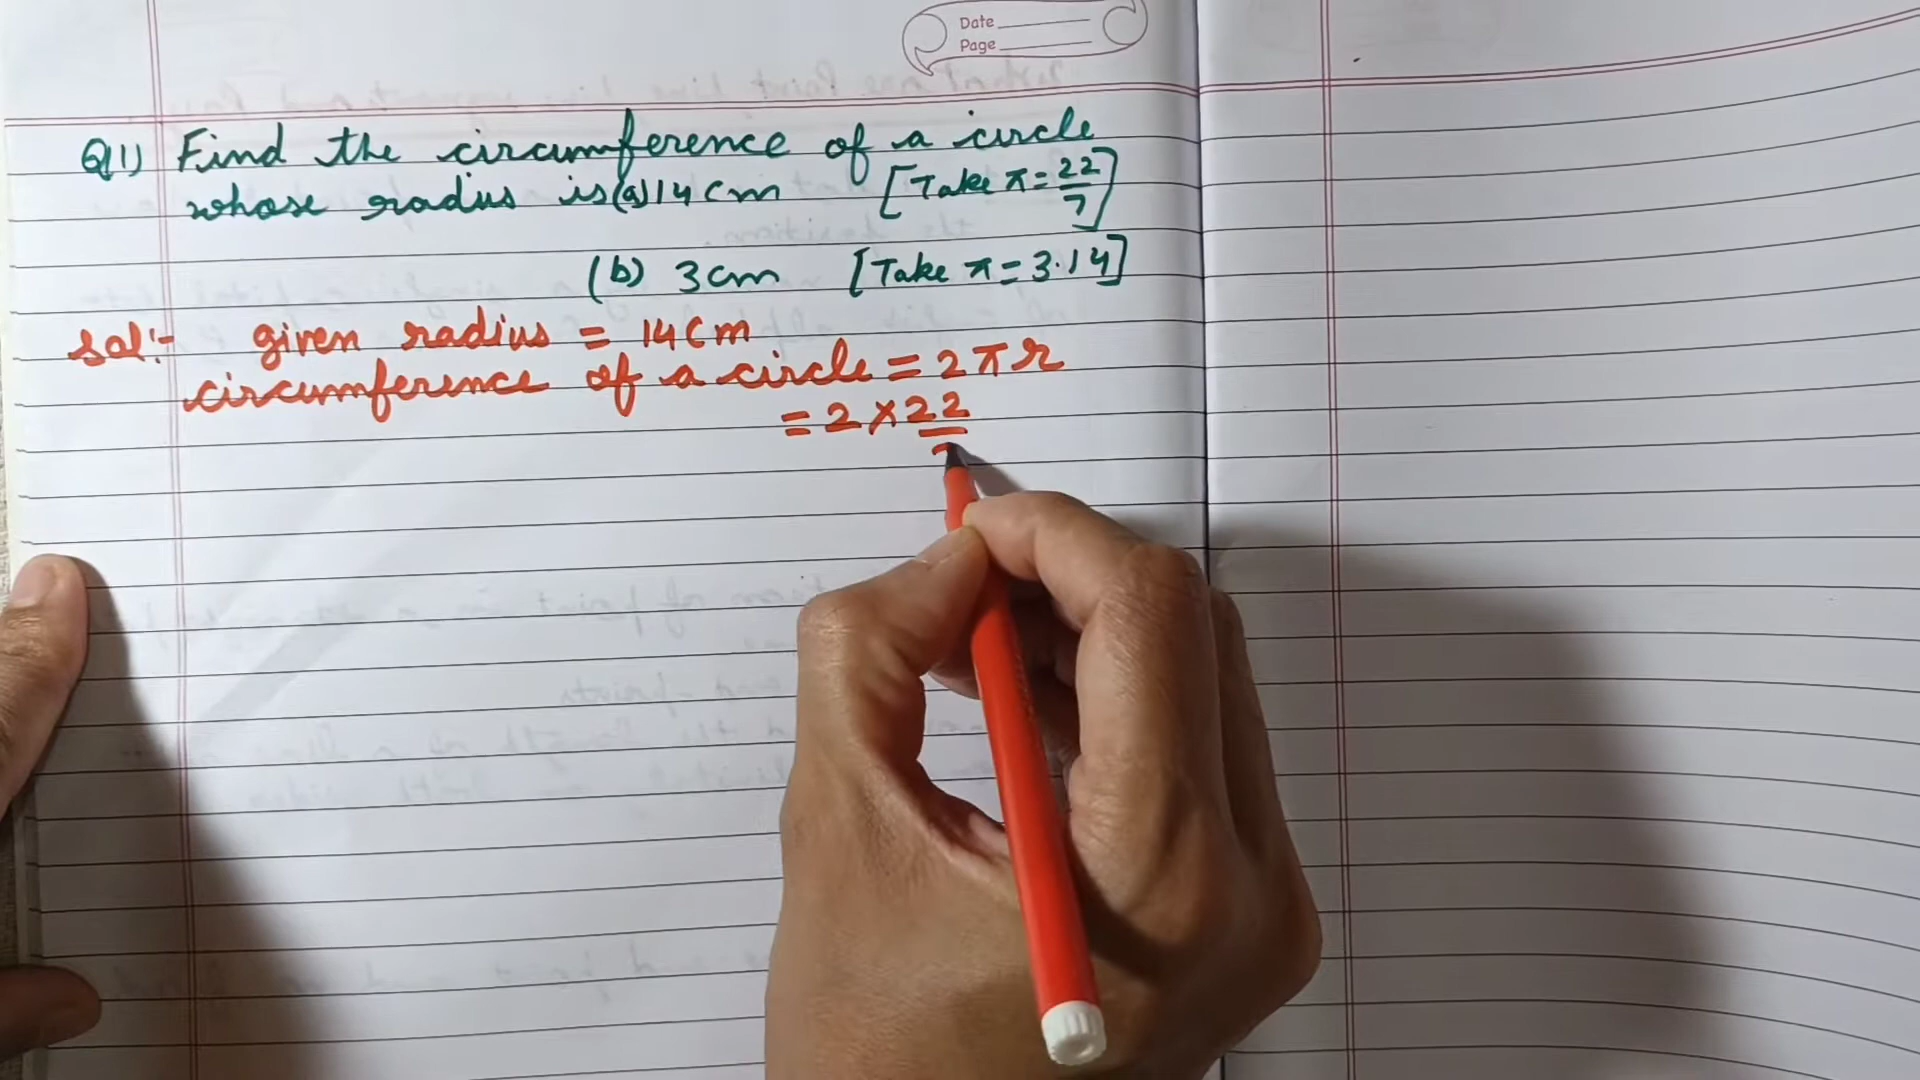 Date
Page
Q1) Find the circumference of a circle
whose radius is (a) 14 cm [Take π = 22/7]
(b) 3 cm [Take π = 3.14]
Sol:- given radius = 14 cm
circumference of a circle = 2 π r
= 2 × 22